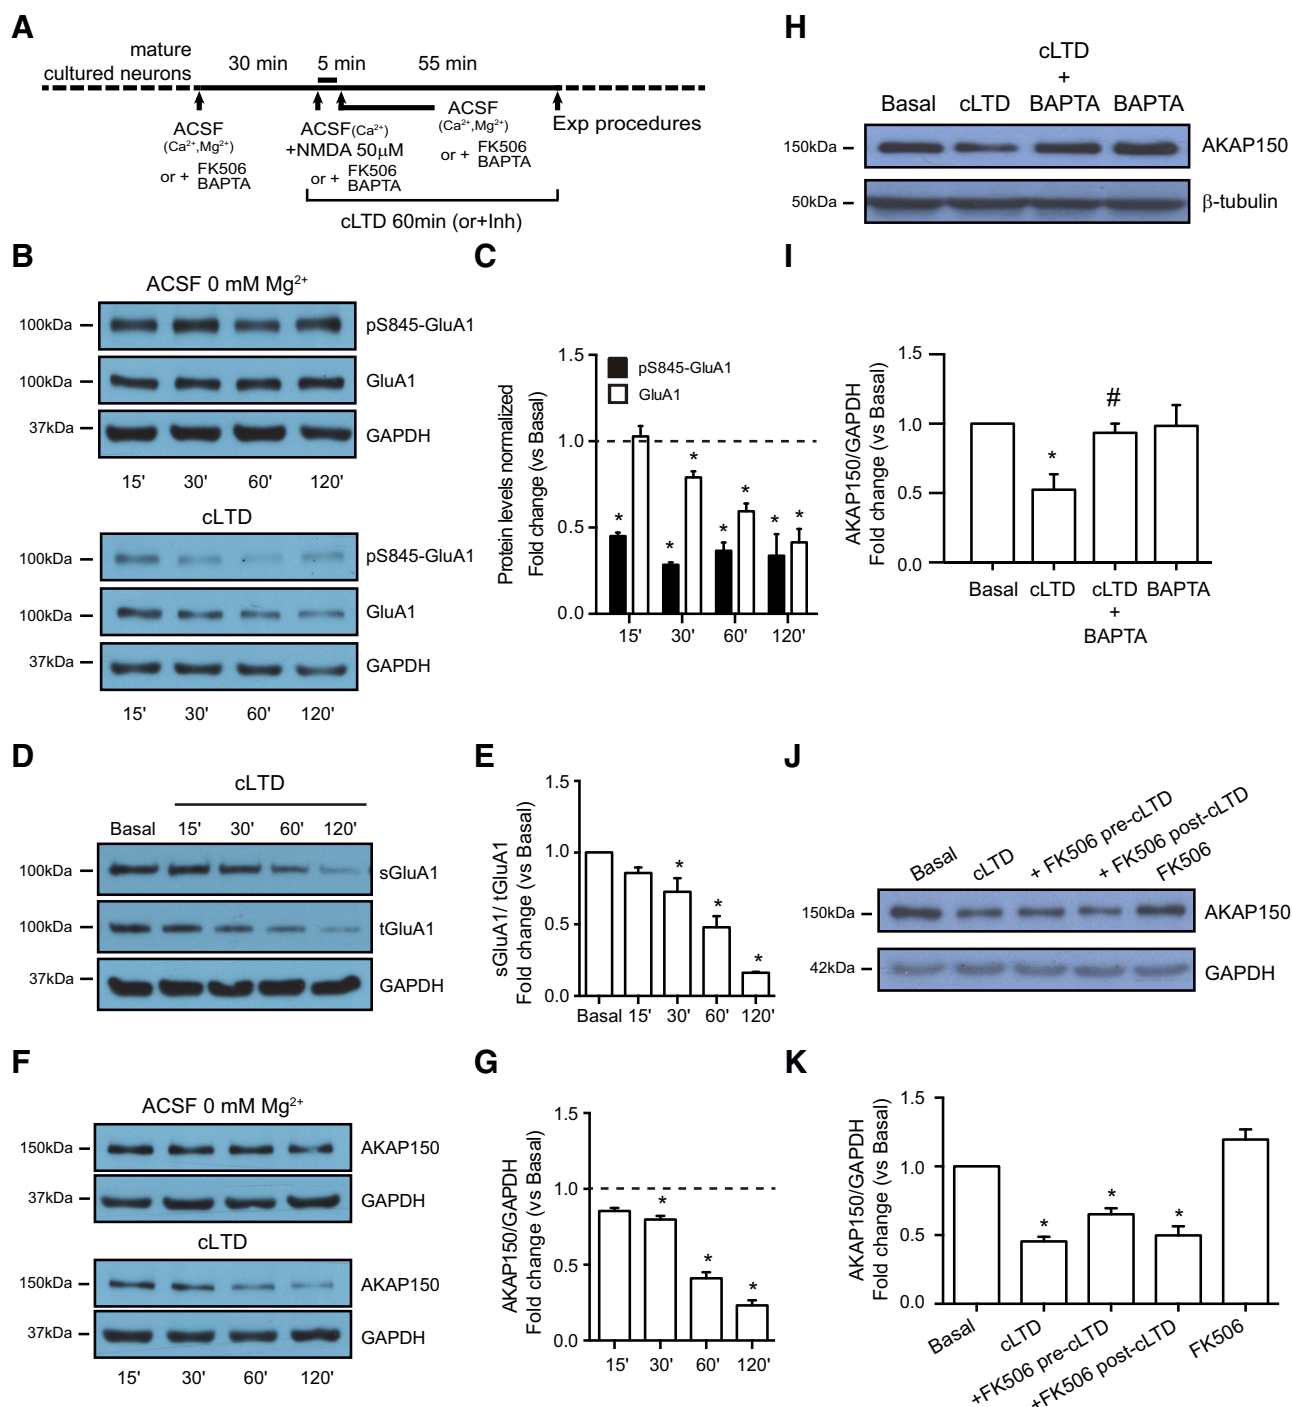 A
mature
cultured neurons
30 min
5 min
55 min
ACSF
(Ca²⁺,Mg²⁺)
or + FK506
BAPTA
ACSF(Ca²⁺)
+NMDA 50μM
or + FK506
BAPTA
ACSF
(Ca²⁺,Mg²⁺)
or + FK506
BAPTA
Exp procedures
cLTD 60min (or+Inh)
B
ACSF 0 mM Mg²⁺
100kDa
pS845-GluA1
100kDa
GluA1
37kDa
GAPDH
15' 30' 60' 120'
cLTD
100kDa
pS845-GluA1
100kDa
GluA1
37kDa
GAPDH
15' 30' 60' 120'
C
Protein levels normalized
Fold change (vs Basal)
1.5
1.0
0.5
0.0
pS845-GluA1
GluA1
* * * * * * *
15' 30' 60' 120'
D
cLTD
Basal 15' 30' 60' 120'
100kDa
sGluA1
100kDa
tGluA1
37kDa
GAPDH
E
sGluA1/ tGluA1
Fold change (vs Basal)
1.5
1.0
0.5
0.0
* * *
Basal 15' 30' 60' 120'
F
ACSF 0 mM Mg²⁺
150kDa
AKAP150
37kDa
GAPDH
cLTD
150kDa
AKAP150
37kDa
GAPDH
15' 30' 60' 120'
G
AKAP150/GAPDH
Fold change (vs Basal)
1.5
1.0
0.5
0.0
* * *
15' 30' 60' 120'
H
Basal
cLTD
cLTD
+
BAPTA
BAPTA
150kDa
AKAP150
50kDa
β-tubulin
I
AKAP150/GAPDH
Fold change (vs Basal)
1.5
1.0
0.5
0.0
* #
Basal
cLTD
cLTD
+
BAPTA
BAPTA
J
Basal
cLTD
+ FK506 pre-cLTD
+ FK506 post-cLTD
FK506
150kDa
AKAP150
42kDa
GAPDH
K
AKAP150/GAPDH
Fold change (vs Basal)
1.5
1.0
0.5
0.0
* * *
Basal
cLTD
+FK506 pre-cLTD
+FK506 post-cLTD
FK506